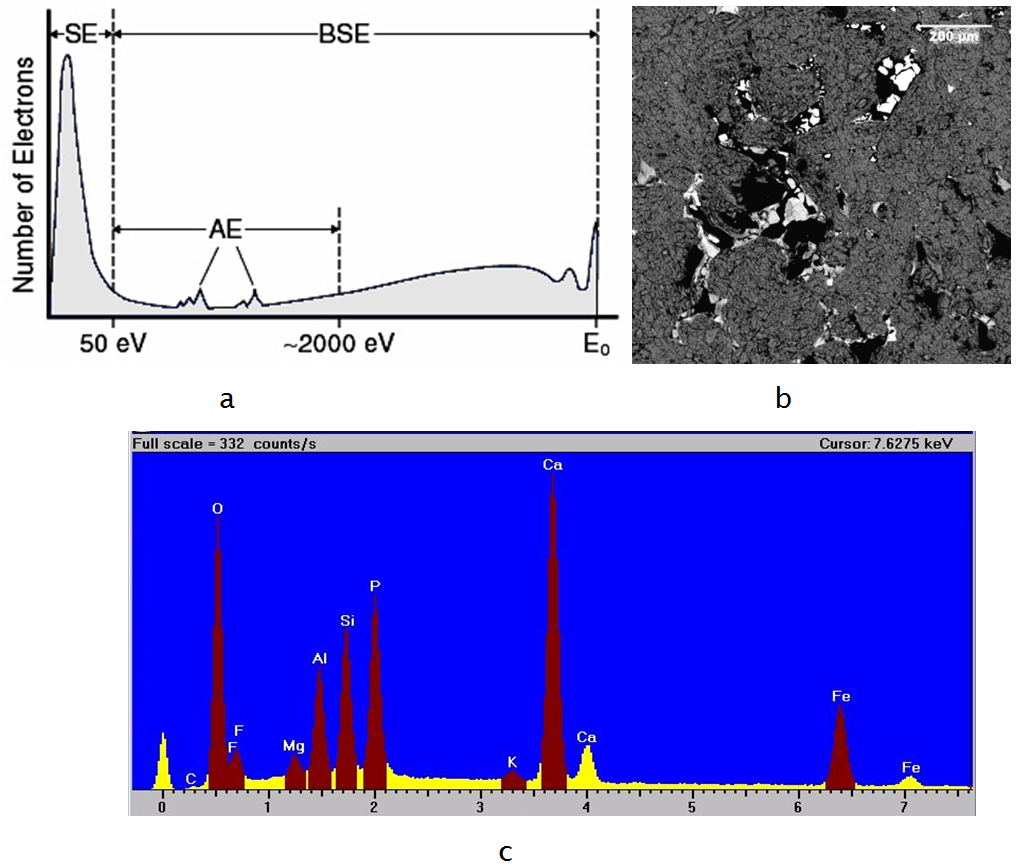 SE
BSE
Number of Electrons
AE
50 eV
~2000 eV
E₀
200 µm
a
b
Full scale = 332 counts/s
Cursor: 7.6275 keV
Ca
O
P
Si
Al
F
F
Mg
C
K
Ca
Fe
Fe
0 1 2 3 4 5 6 7
c